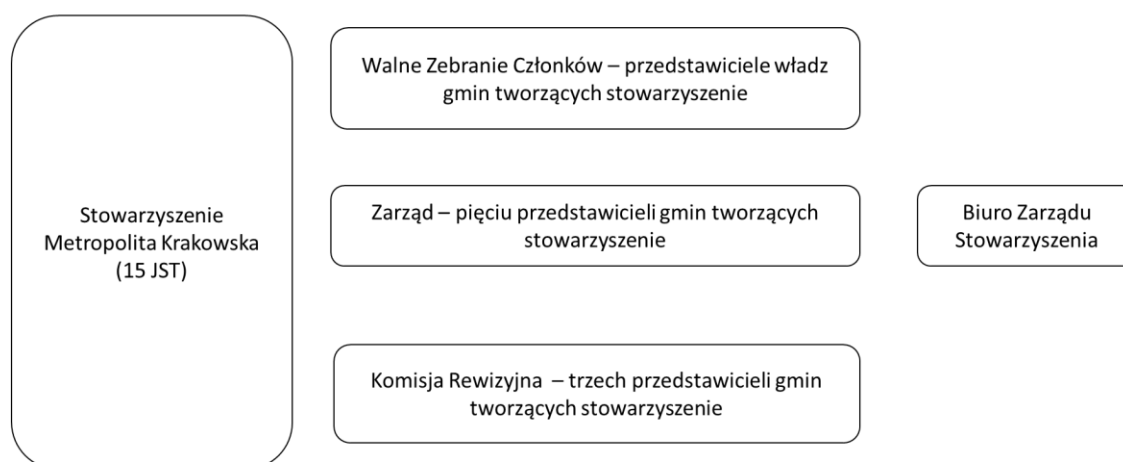 Stowarzyszenie
Metropolita Krakowska
(15 JST)
Walne Zebranie Członków – przedstawiciele władz
gmin tworzących stowarzyszenie
Zarząd – pięciu przedstawicieli gmin tworzących
stowarzyszenie
Biuro Zarządu
Stowarzyszenia
Komisja Rewizyjna – trzech przedstawicieli gmin
tworzących stowarzyszenie